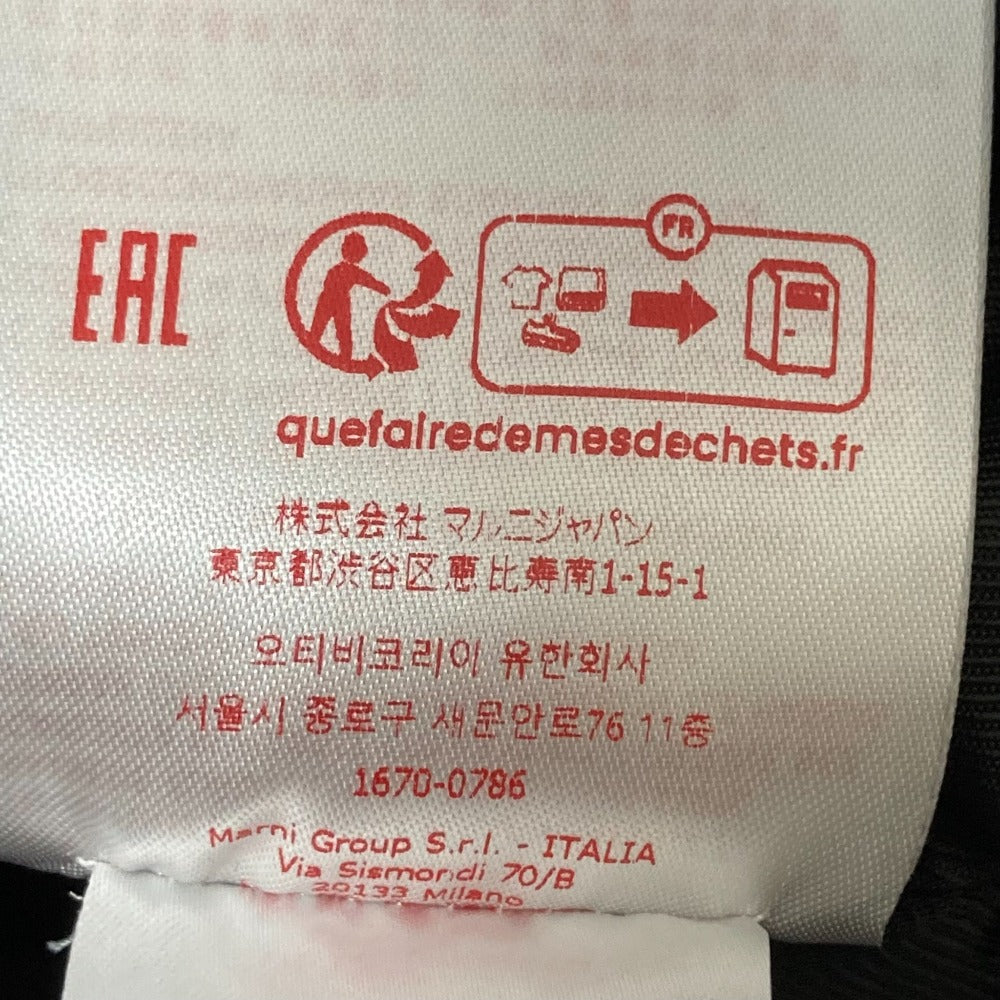 EAC
FR
quefairedemesdechets.fr
株式会社 マルニジャパン
東京都渋谷区恵比寿南1-15-1
오티비코리아 유한회사
서울시 종로구 새문안로76 11층
1670-0786
Marni Group S.r.l. - ITALIA
Via Sismondi 70/B
20133 Milano